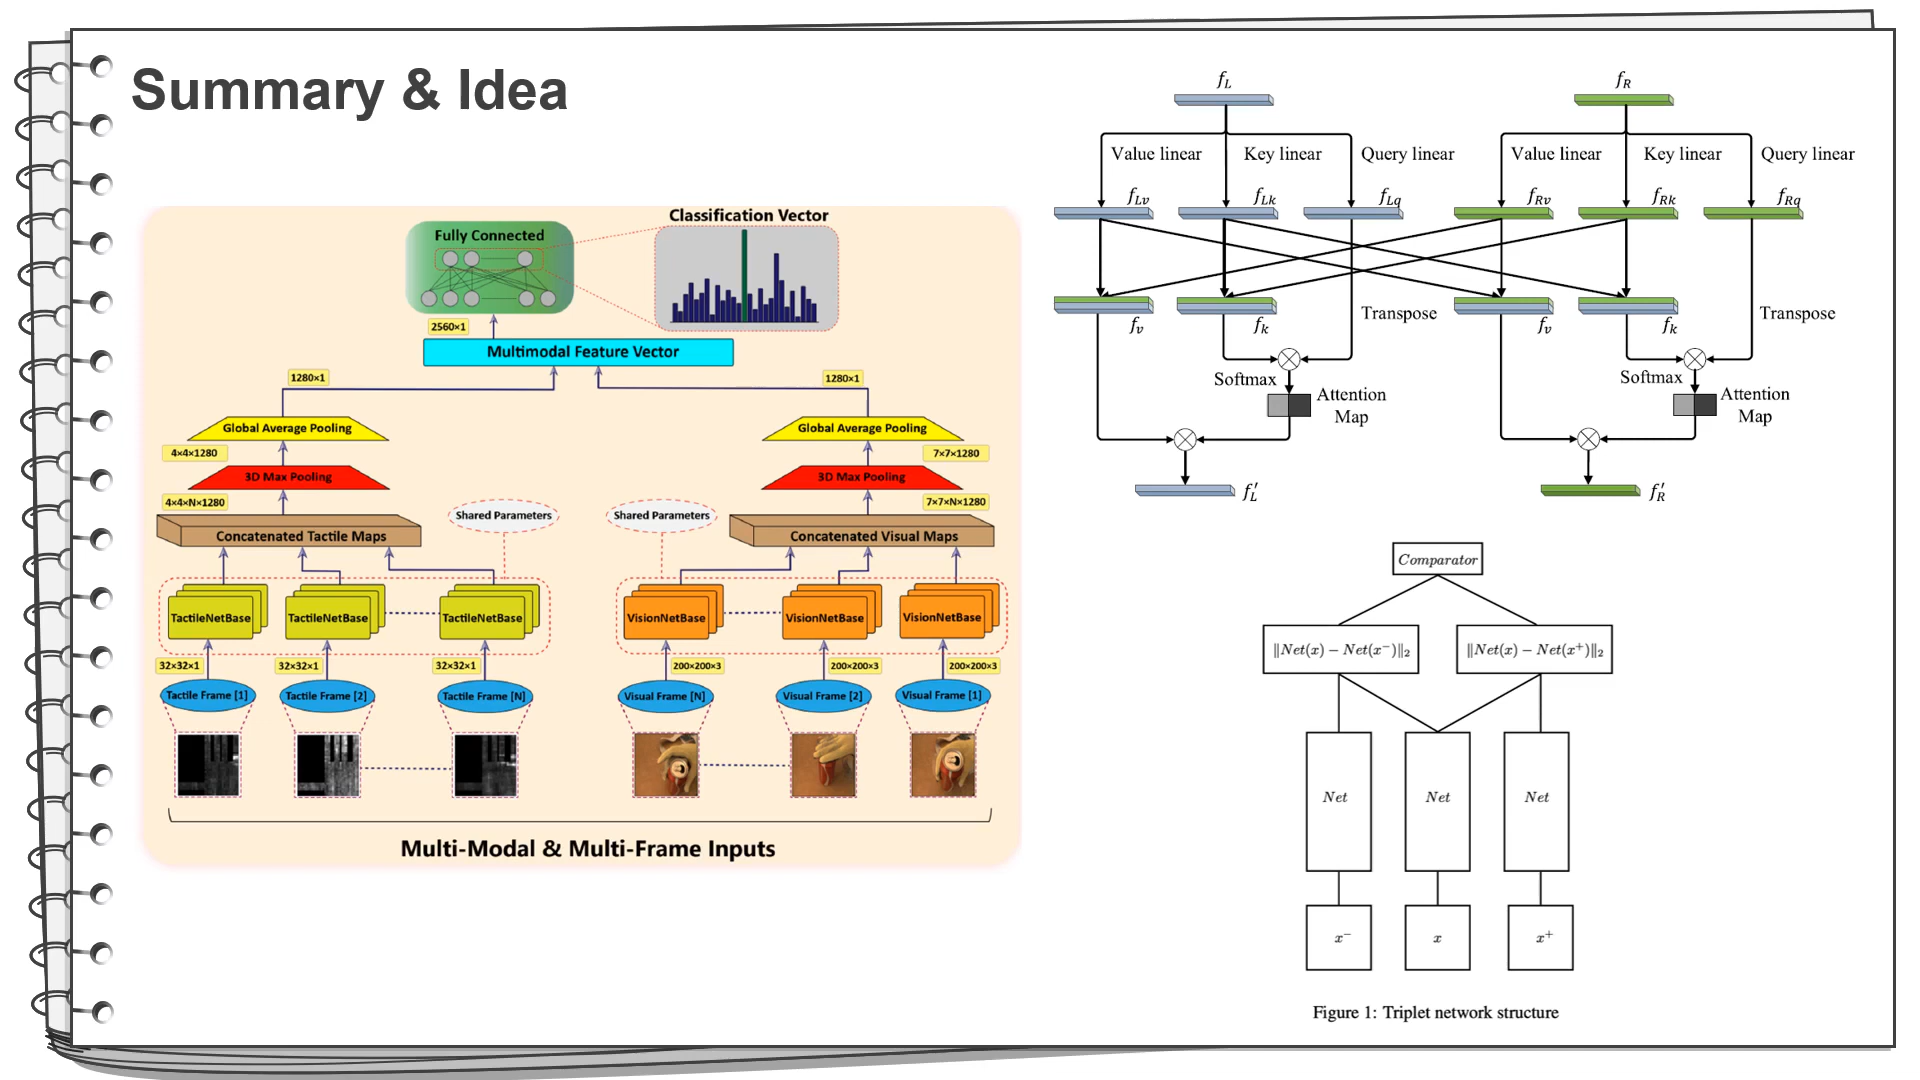 Summary & Idea
Classification Vector
Fully Connected
2560×1
Multimodal Feature Vector
1280×1
1280×1
Global Average Pooling
Global Average Pooling
4×4×1280
7×7×1280
3D Max Pooling
3D Max Pooling
4×4×N×1280
7×7×N×1280
Shared Parameters
Shared Parameters
Concatenated Tactile Maps
Concatenated Visual Maps
TactileNetBase
TactileNetBase
TactileNetBase
VisionNetBase
VisionNetBase
VisionNetBase
32×32×1
32×32×1
32×32×1
200×200×3
200×200×3
200×200×3
Tactile Frame [1]
Tactile Frame [2]
Tactile Frame [N]
Visual Frame [N]
Visual Frame [2]
Visual Frame [1]
Multi-Modal & Multi-Frame Inputs
f_L
f_R
Value linear
Key linear
Query linear
Value linear
Key linear
Query linear
f_Lv
f_Lk
f_Lq
f_Rv
f_Rk
f_Rq
f_v
f_k
Transpose
f_v
f_k
Transpose
Softmax
Attention
Map
Softmax
Attention
Map
f'_L
f'_R
Comparator
‖Net(x) − Net(x⁻)‖₂
‖Net(x) − Net(x⁺)‖₂
Net
Net
Net
x⁻
x
x⁺
Figure 1: Triplet network structure